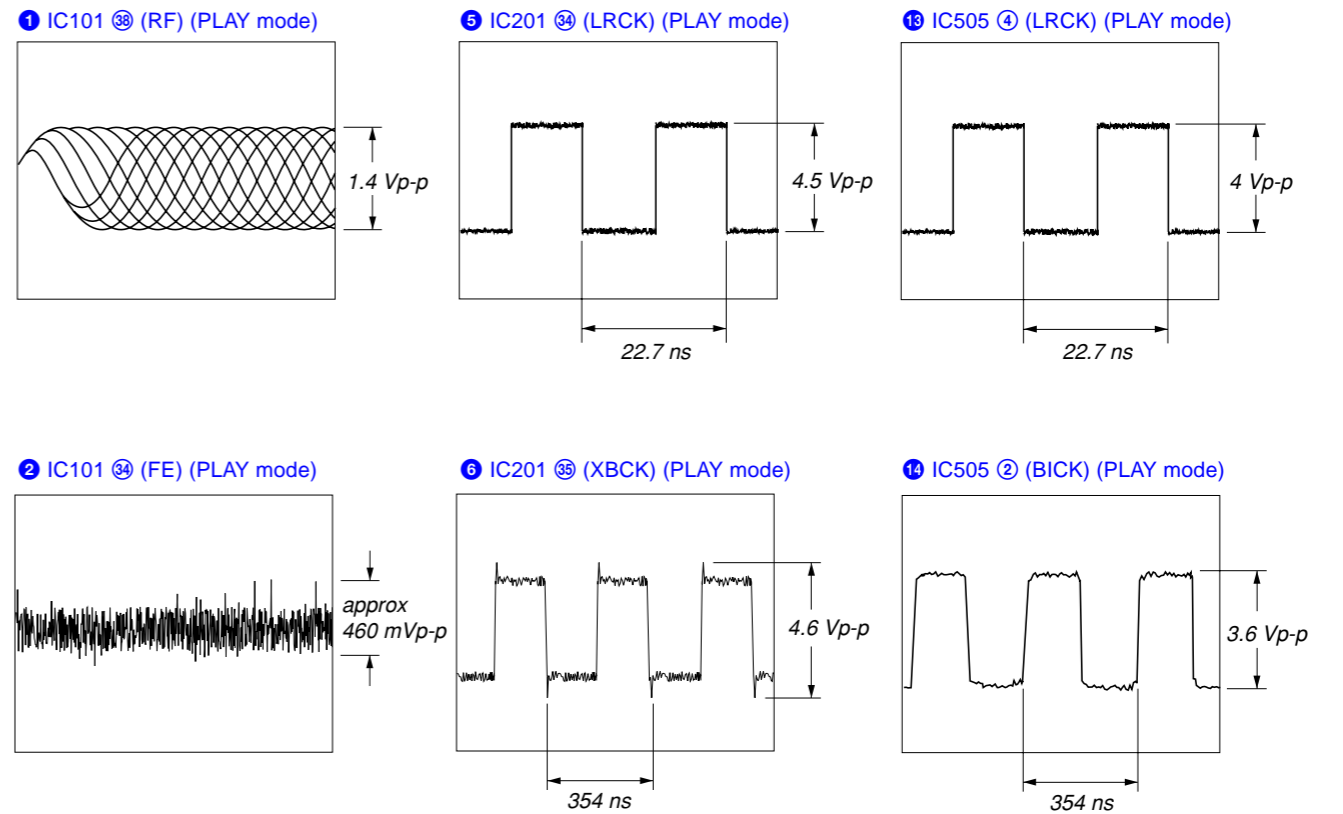 ❶ IC101 ㊳ (RF) (PLAY mode)
1.4 Vp-p
❺ IC201 ㉞ (LRCK) (PLAY mode)
4.5 Vp-p
22.7 ns
⓭ IC505 ④ (LRCK) (PLAY mode)
4 Vp-p
22.7 ns
❷ IC101 ㉞ (FE) (PLAY mode)
approx
460 mVp-p
❻ IC201 ㉟ (XBCK) (PLAY mode)
4.6 Vp-p
354 ns
⓮ IC505 ② (BICK) (PLAY mode)
3.6 Vp-p
354 ns